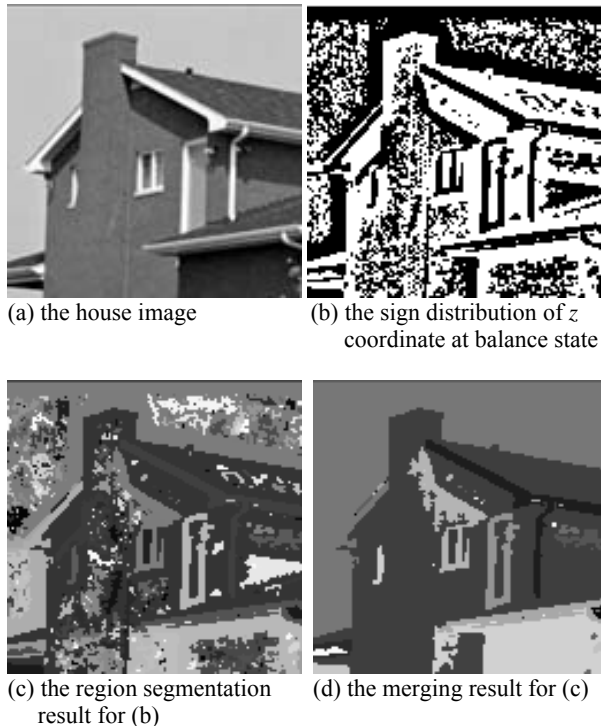 (a) the house image
(b) the sign distribution of z
coordinate at balance state
(c) the region segmentation
result for (b)
(d) the merging result for (c)